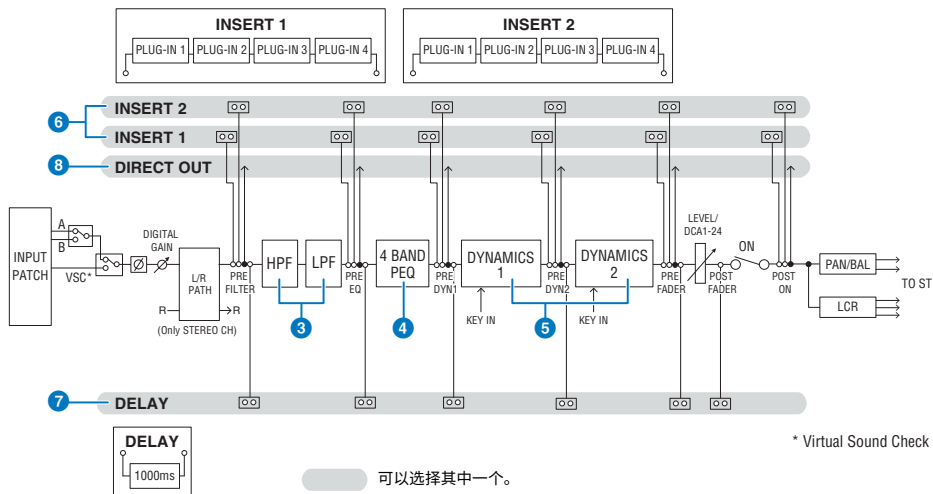 INSERT 1
PLUG-IN 1 PLUG-IN 2 PLUG-IN 3 PLUG-IN 4
INSERT 2
PLUG-IN 1 PLUG-IN 2 PLUG-IN 3 PLUG-IN 4
6
INSERT 2
INSERT 1
8
DIRECT OUT
INPUT
PATCH
A
B
VSC*
Ø
DIGITAL
GAIN
L/R
PATH
R
R
(Only STEREO CH)
PRE
FILTER
HPF
LPF
3
PRE
EQ
4 BAND
PEQ
4
PRE
DYN1
DYNAMICS
1
KEY IN
5
PRE
DYN2
DYNAMICS
2
KEY IN
PRE
FADER
LEVEL/
DCA1-24
POST
FADER
ON
POST
ON
PAN/BAL
LCR
TO ST
7
DELAY
DELAY
1000ms
可以选择其中一个。
* Virtual Sound Check